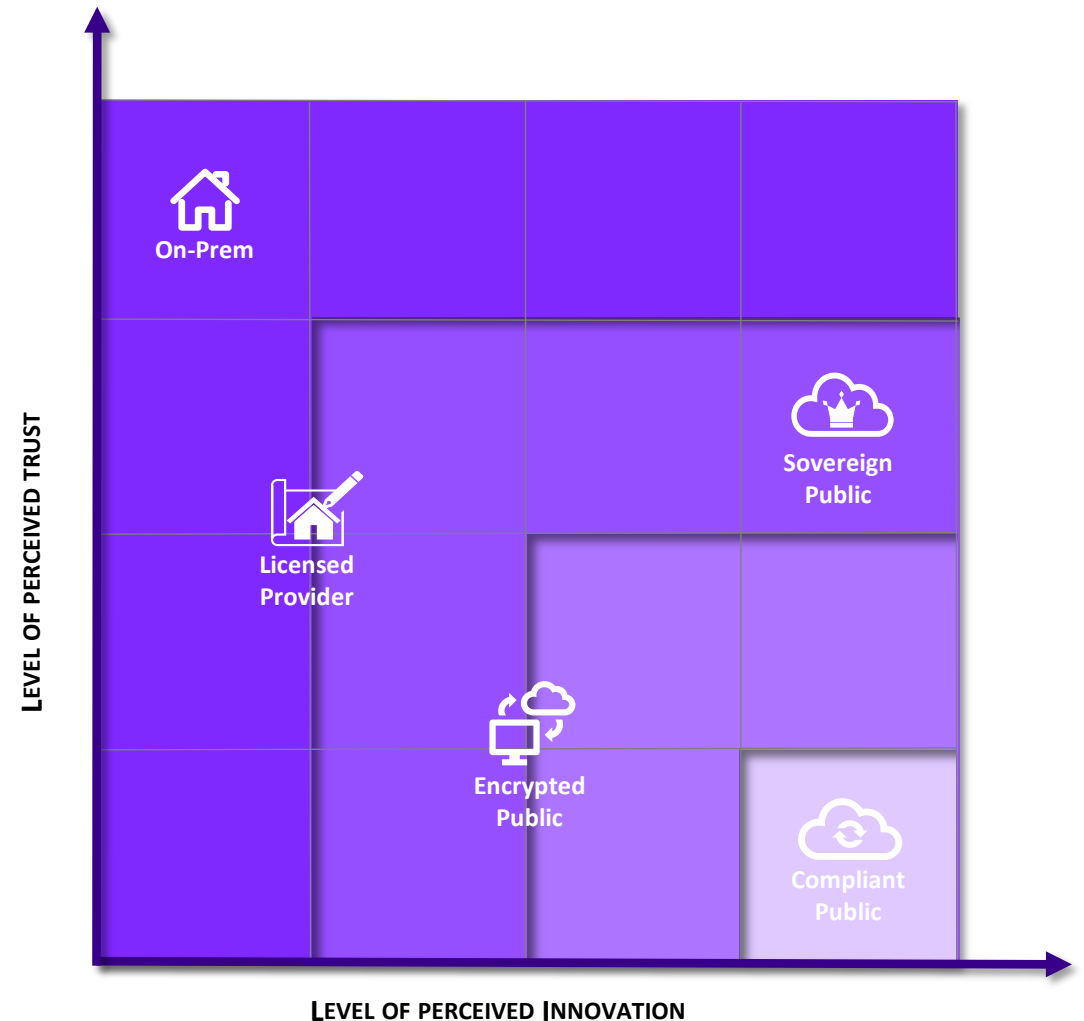 On-Prem
Sovereign
Public
Licensed
Provider
Encrypted
Public
Compliant
Public
LEVEL OF PERCEIVED TRUST
LEVEL OF PERCEIVED INNOVATION